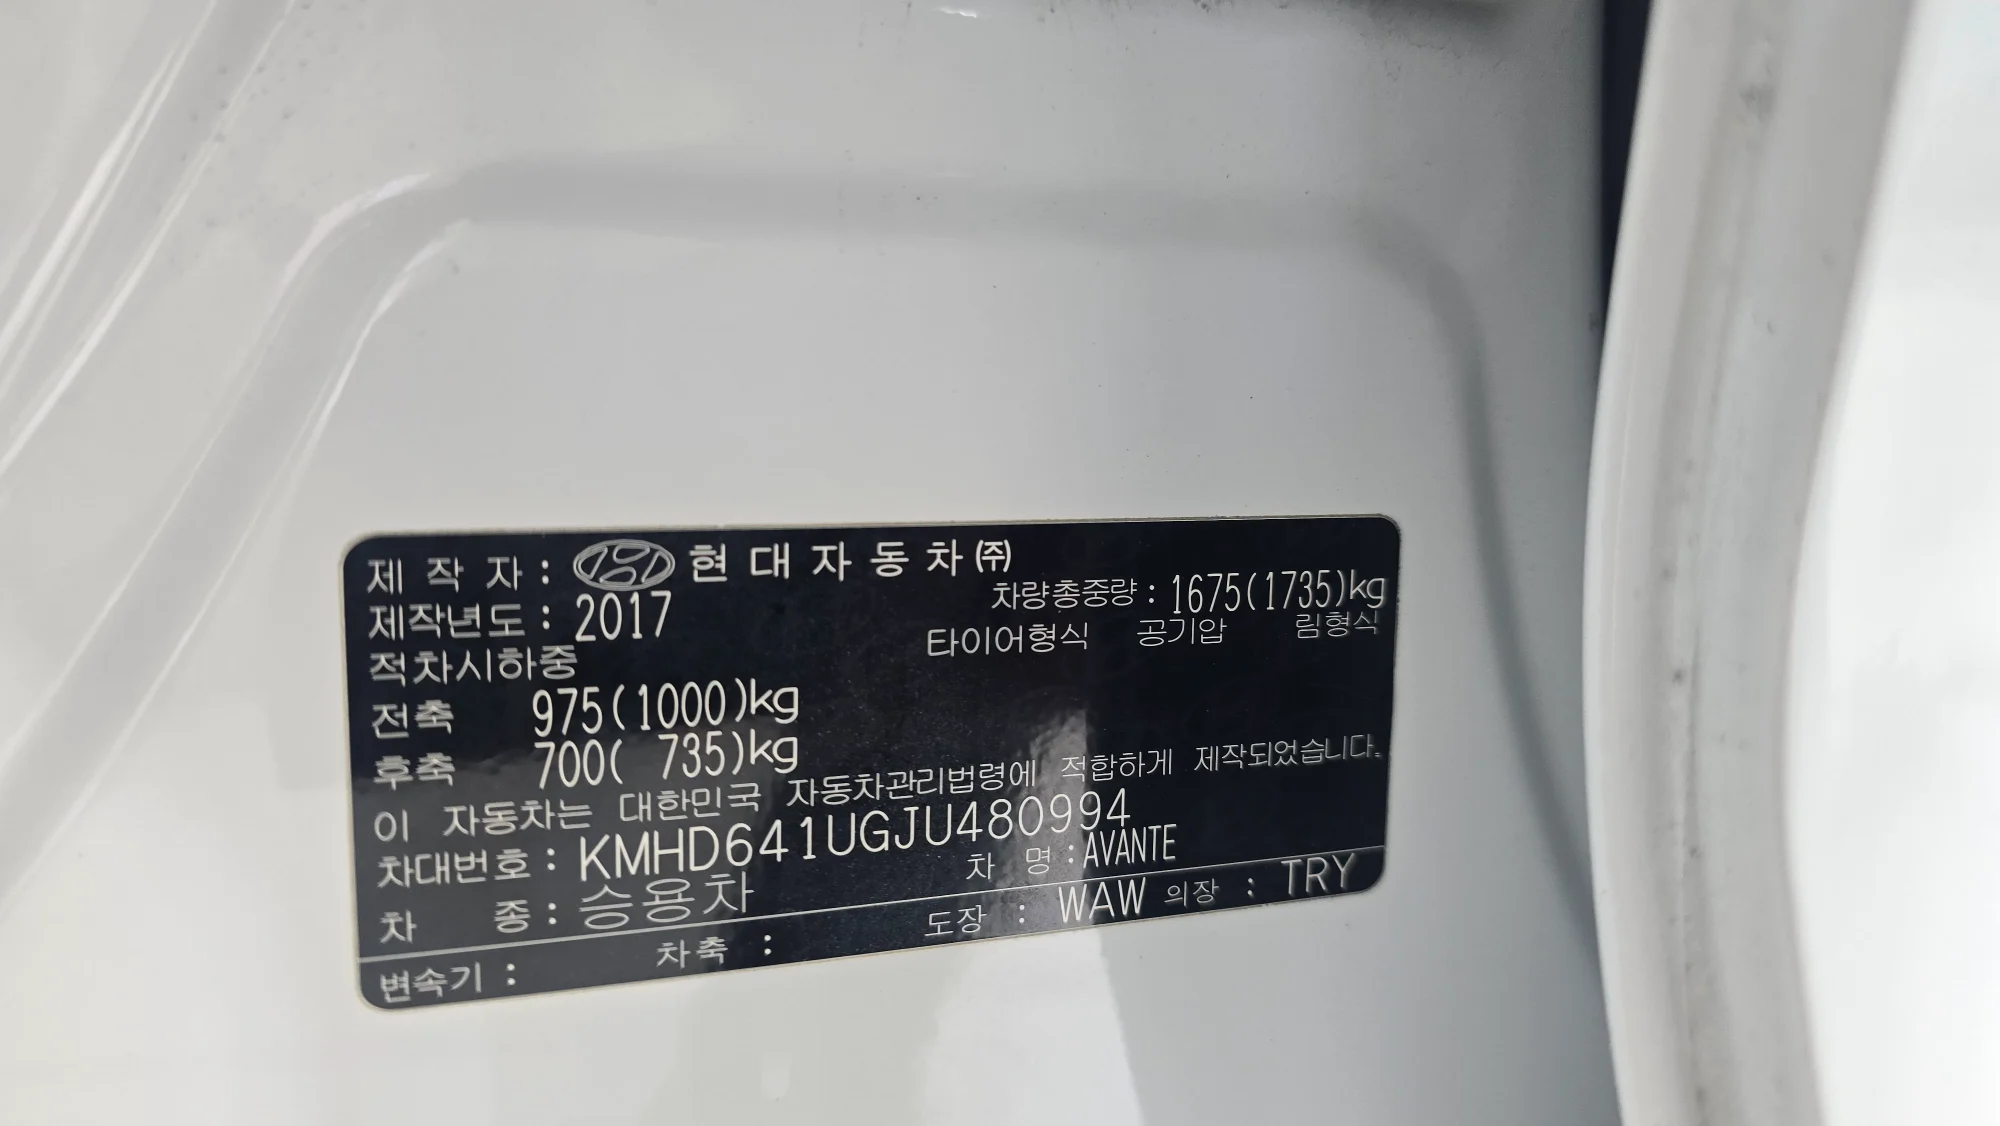 제 작 자 : 현 대 자 동 차 ㈜
차량총중량 : 1675(1735)kg
제작년도 : 2017
타이어형식 공기압 림형식
적차시하중
전축 975(1000)kg
후축 700( 735)kg
이 자동차는 대한민국 자동차관리법령에 적합하게 제작되었습니다.
차대번호 : KMHD641UGJU480994
차 명 : AVANTE
차 종 : 승용차
변속기 : 차축 : 도장 : WAW 의장 : TRY